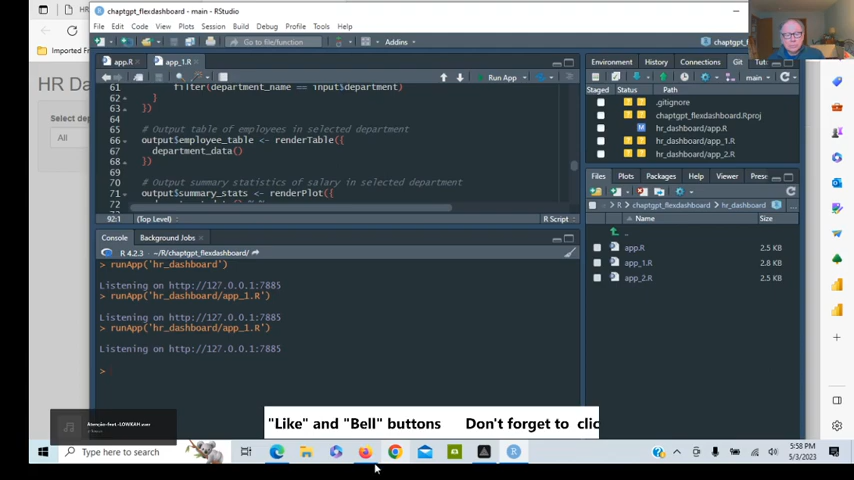 chaptgpt_flexdashboard - main - RStudio
File Edit Code View Plots Session Build Debug Profile Tools Help
Go to file/function
Addins
chaptgpt_f
HR
Imported F
HR Da
Select dep
All
app.R
app_1.R
Run App
61 filter(department_name == input$department)
62 }
63 })
64
65 # Output table of employees in selected department
66 output$employee_table <- renderTable({
67 department_data()
68 })
69
70 # Output summary statistics of salary in selected department
71 output$summary_stats <- renderPlot({
92:1 (Top Level)
R Script
Console Background Jobs
R 4.2.3 · ~/R/chaptgpt_flexdashboard/
> runApp('hr_dashboard')
Listening on http://127.0.0.1:7885
> runApp('hr_dashboard/app_1.R')
Listening on http://127.0.0.1:7885
> runApp('hr_dashboard/app_1.R')
Listening on http://127.0.0.1:7885
>
Environment History Connections Git Tu
main
Staged Status Path
.gitignore
chaptgpt_flexdashboard.Rproj
M hr_dashboard/app.R
hr_dashboard/app_1.R
hr_dashboard/app_2.R
Files Plots Packages Help Viewer Prese
R chaptgpt_flexdashboard hr_dashboard
Name Size
..
app.R 2.5 KB
app_1.R 2.8 KB
app_2.R 2.5 KB
"Like" and "Bell" buttons Don't forget to clic
Type here to search
5:58 PM
5/3/2023